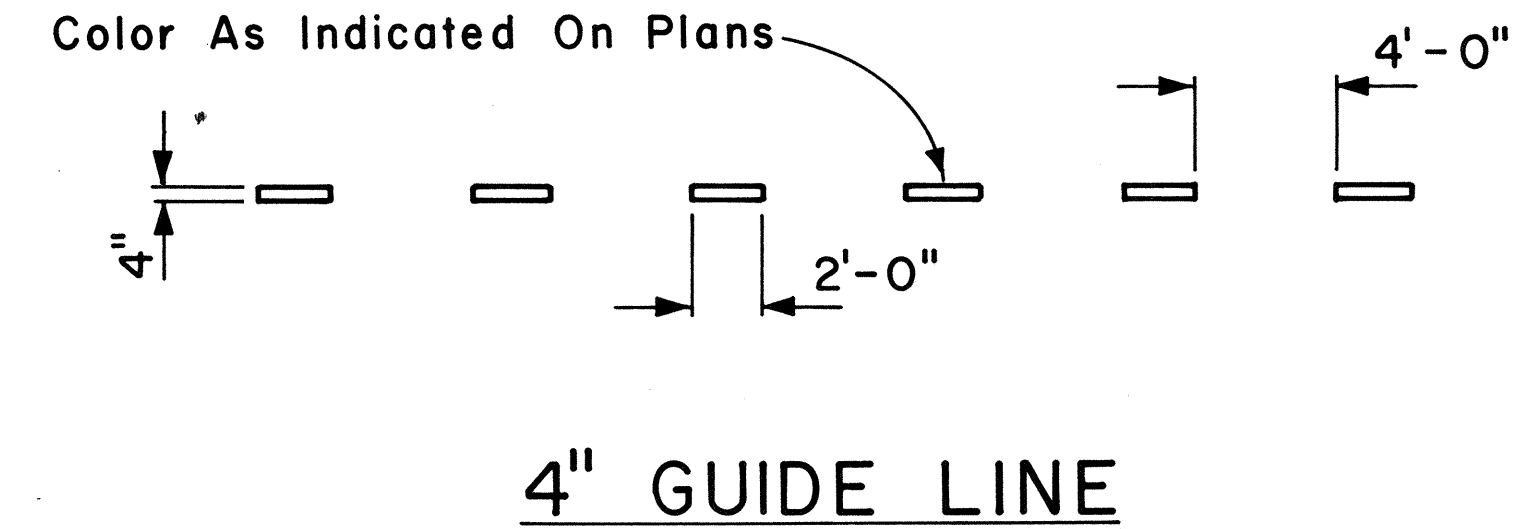 Color As Indicated On Plans
4'-0"
4"
2'-0"
4" GUIDE LINE